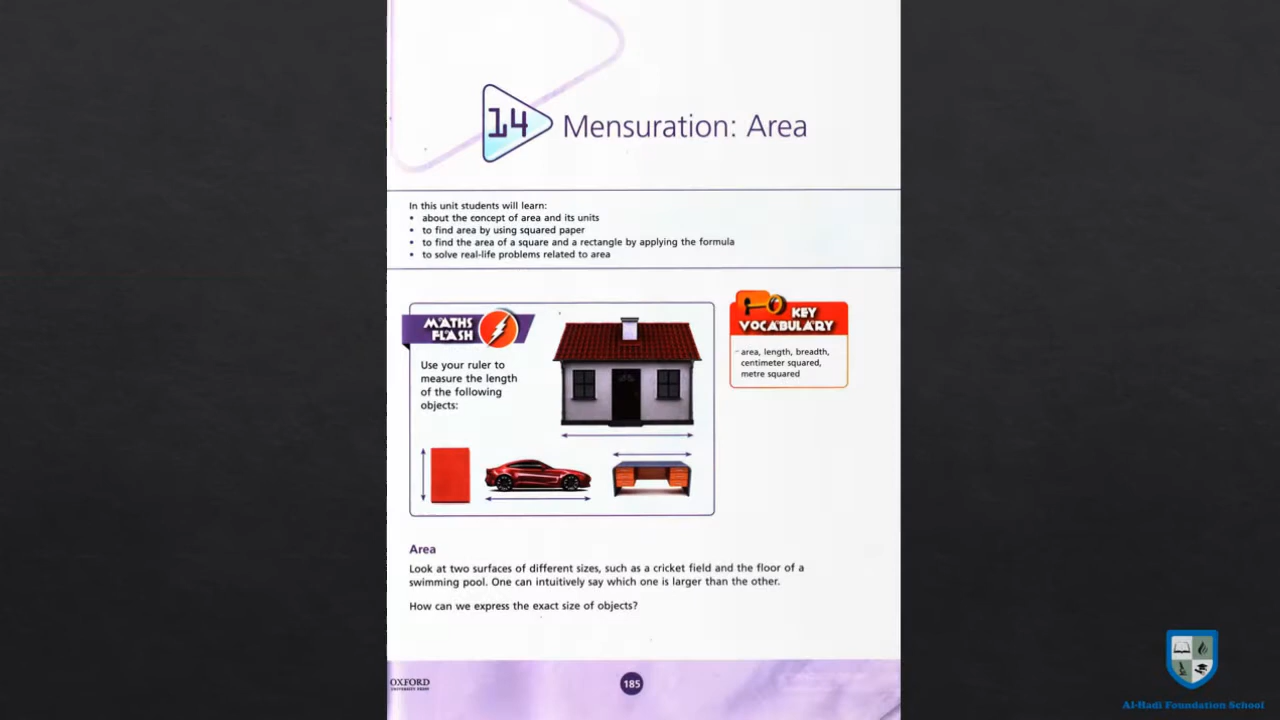 14 Mensuration: Area
In this unit students will learn:
• about the concept of area and its units
• to find area by using squared paper
• to find the area of a square and a rectangle by applying the formula
• to solve real-life problems related to area
MATHS
FLASH
Use your ruler to
measure the length
of the following
objects:
KEY
VOCABULARY
area, length, breadth,
centimeter squared,
metre squared
Area
Look at two surfaces of different sizes, such as a cricket field and the floor of a
swimming pool. One can intuitively say which one is larger than the other.
How can we express the exact size of objects?
OXFORD
UNIVERSITY PRESS
185
Al-Hadi Foundation School